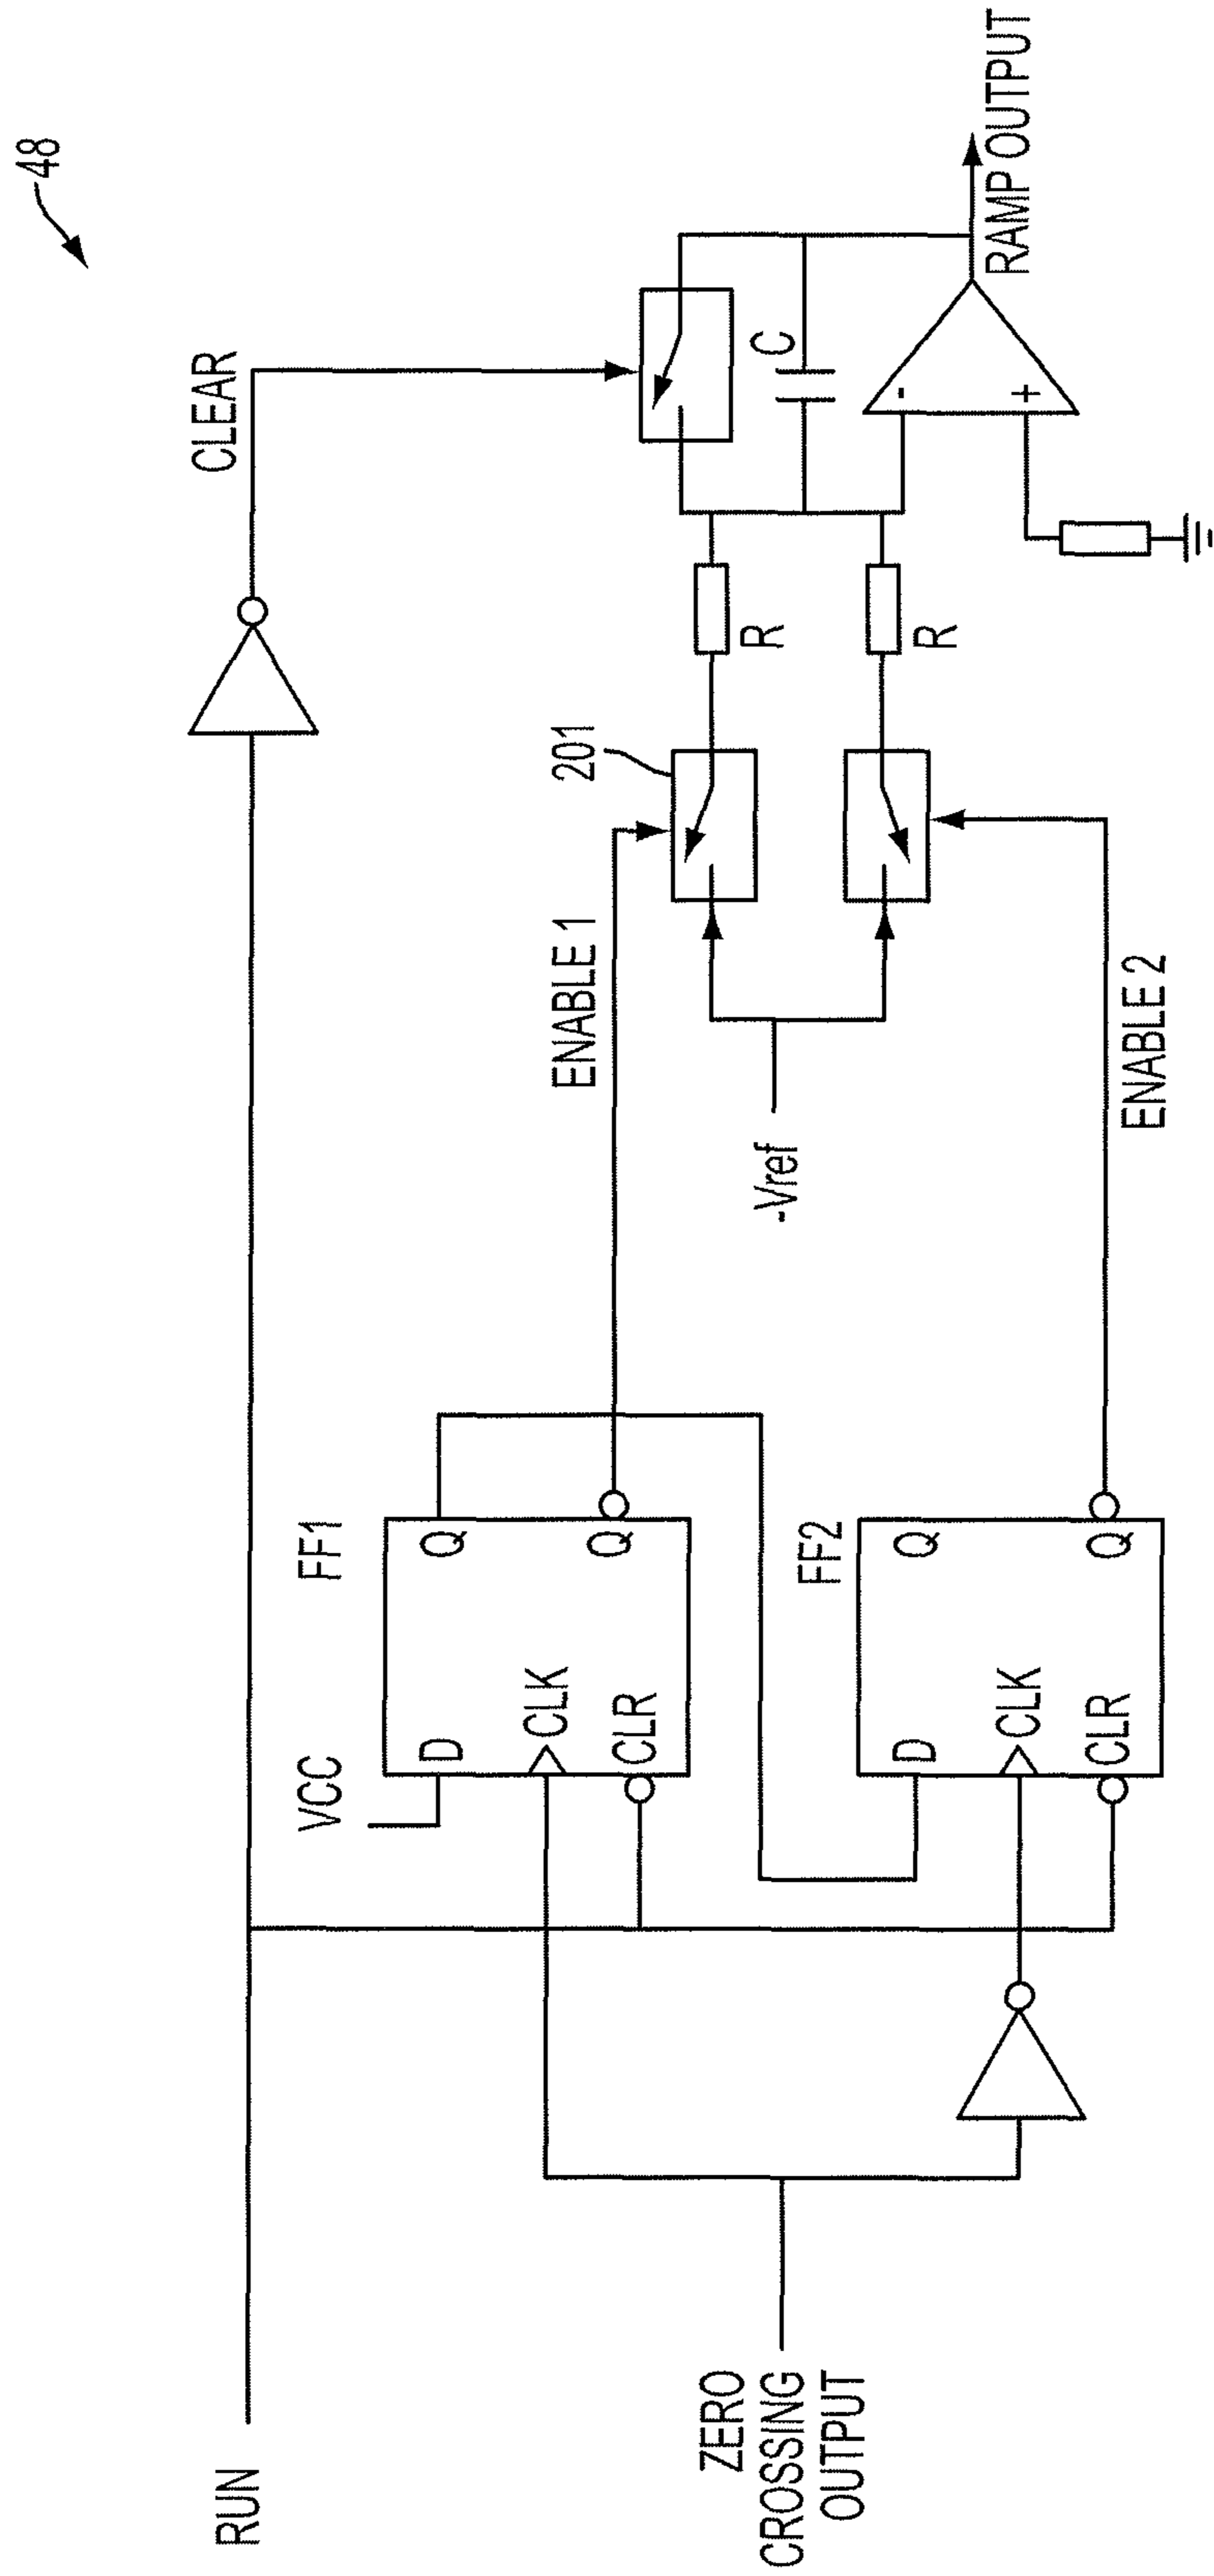 48
RUN
CLEAR
VCC
FF1
D
Q
CLK
CLR
Q
ENABLE 1
201
R
C
-Vref
R
-
+
RAMP OUTPUT
ZERO
CROSSING
OUTPUT
FF2
D
Q
CLK
CLR
Q
ENABLE 2